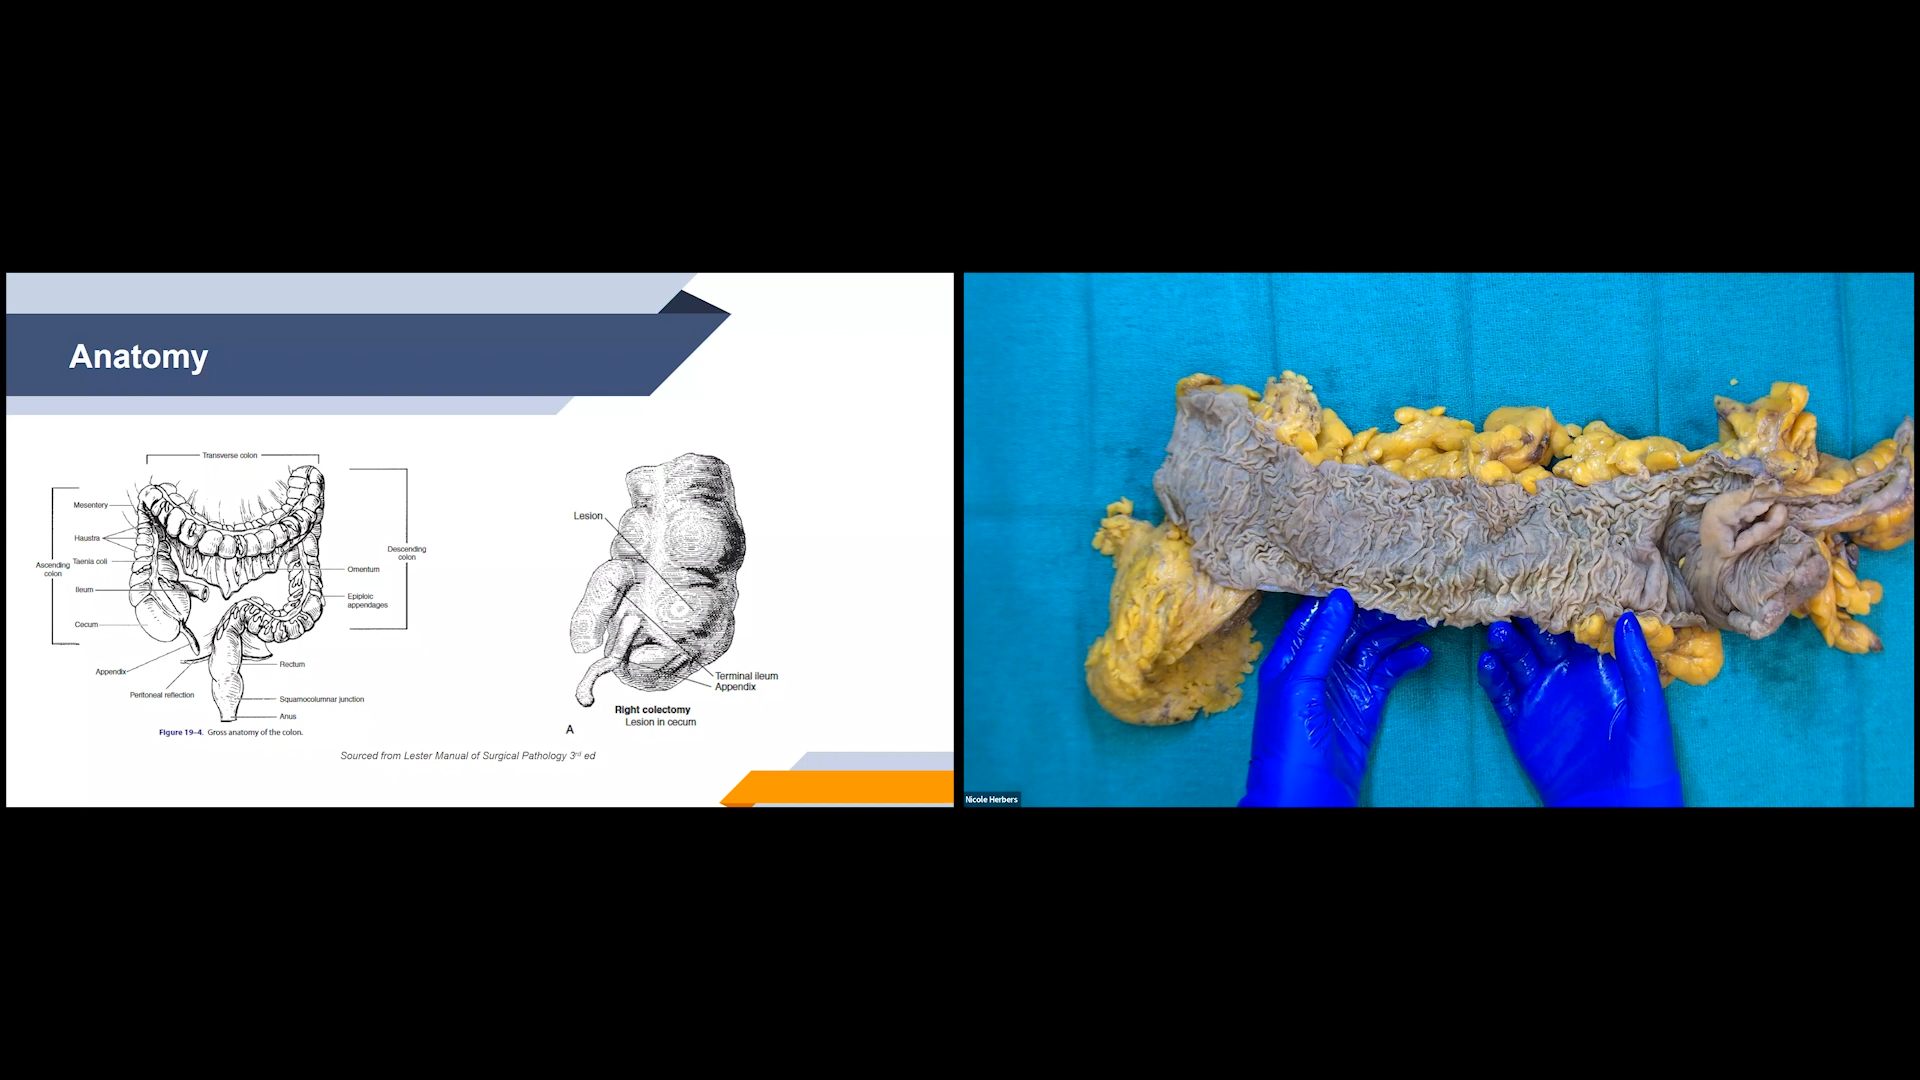 Anatomy
Transverse colon
Mesentery
Haustra
Ascending
colon
Taenia coli
Ileum
Cecum
Appendix
Peritoneal reflection
Descending
colon
Omentum
Epiploic
appendages
Rectum
Squamocolumnar junction
Anus
Figure 19–4. Gross anatomy of the colon.
Lesion
Terminal ileum
Appendix
Right colectomy
Lesion in cecum
A
Sourced from Lester Manual of Surgical Pathology 3rd ed
Nicole Herbers